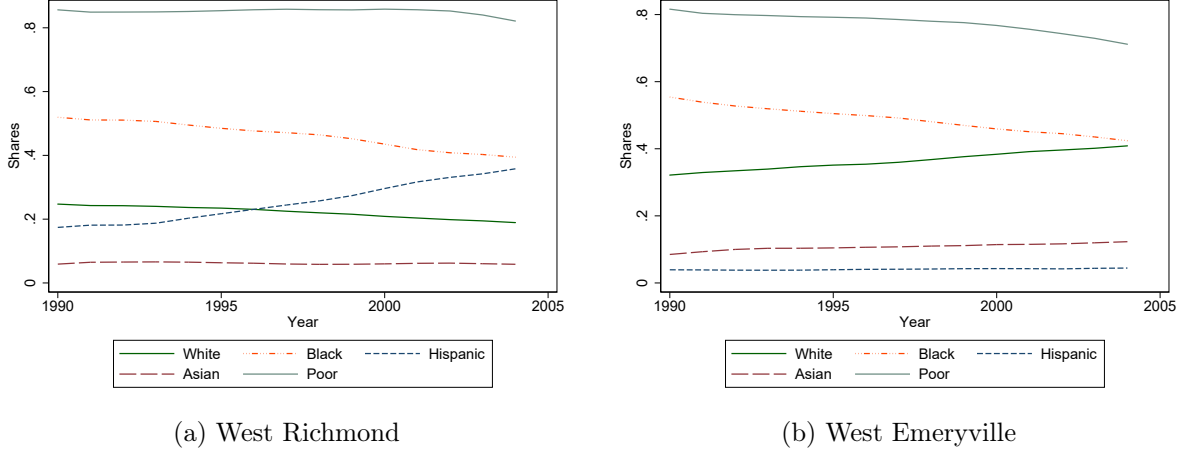 .8
.6
.4
.2
0
Shares
1990 1995 2000 2005
Year
White Black Hispanic
Asian Poor
(a) West Richmond
.8
.6
.4
.2
0
Shares
1990 1995 2000 2005
Year
White Black Hispanic
Asian Poor
(b) West Emeryville